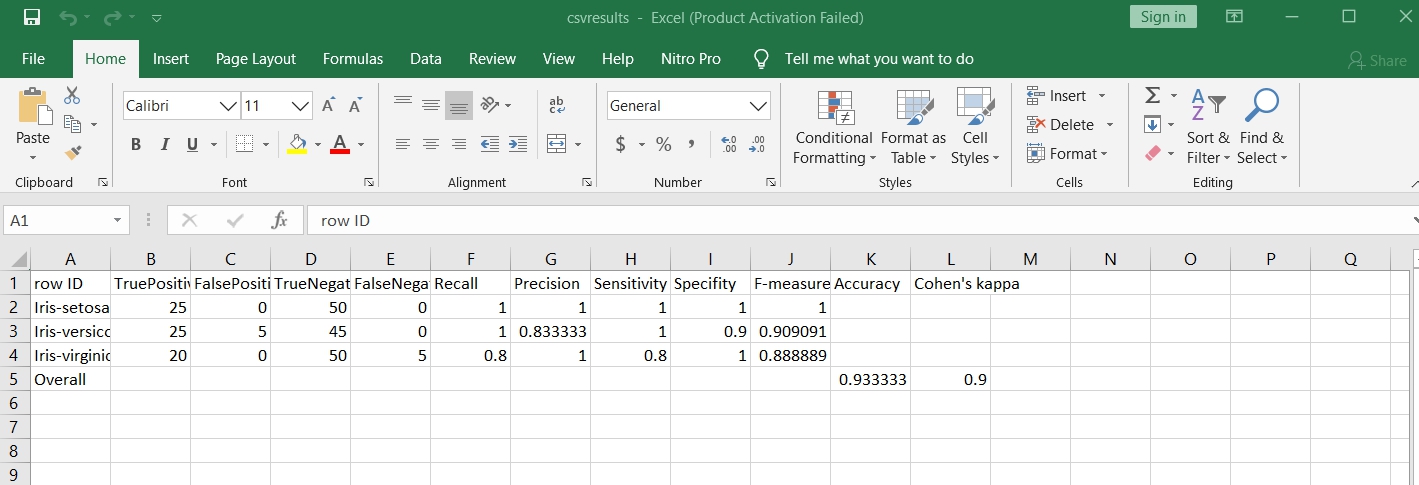 csvresults - Excel (Product Activation Failed) Sign in
File Home Insert Page Layout Formulas Data Review View Help Nitro Pro Tell me what you want to do Share
Paste
Clipboard
Calibri 11
B I U
Font
ab
Alignment
General
$ % ,
Number
Conditional Formatting
Format as Table
Cell Styles
Styles
Insert
Delete
Format
Cells
Sort & Filter
Find & Select
Editing
A1 fx row ID
A B C D E F G H I J K L M N O P Q
1 row ID TruePositiv FalsePositi TrueNegat FalseNega Recall Precision Sensitivity Specifity F-measure Accuracy Cohen's kappa
2 Iris-setosa 25 0 50 0 1 1 1 1 1
3 Iris-versicc 25 5 45 0 1 0.833333 1 0.9 0.909091
4 Iris-virginic 20 0 50 5 0.8 1 0.8 1 0.888889
5 Overall 0.933333 0.9
6
7
8
9